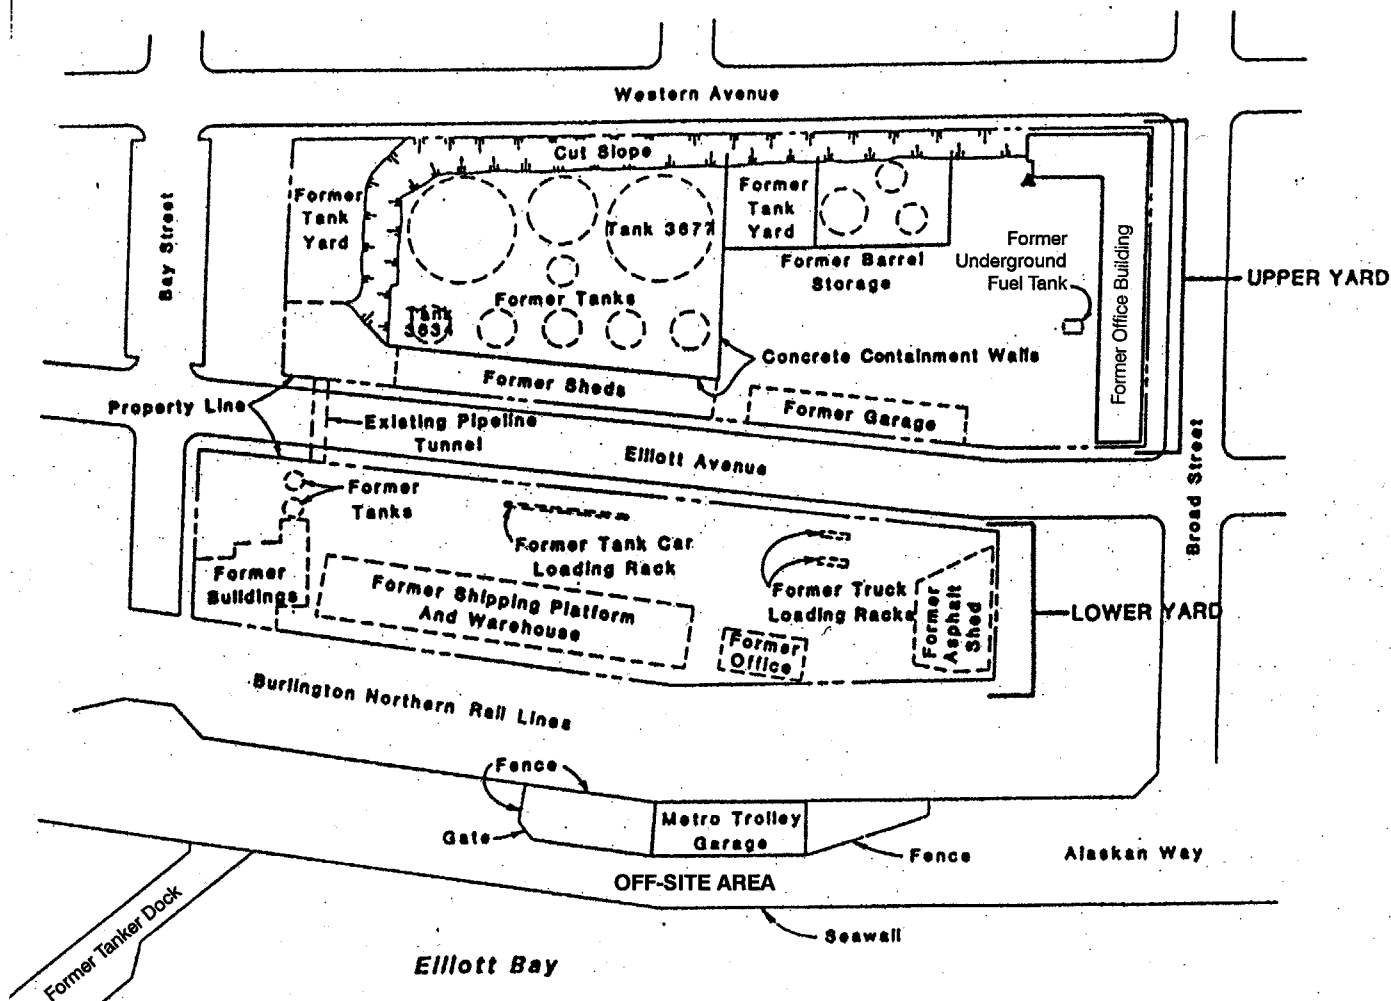 Western Avenue
Cut Slope
Former
Tank
Yard
Former
Tank
Yard
Tank 3677
Former Barrel
Storage
Former
Underground
Fuel Tank
Former Office Building
UPPER YARD
Bay Street
Former Tanks
Tank
3634
Concrete Containment Walls
Former Sheds
Former Garage
Property Line
Existing Pipeline
Tunnel
Elliott Avenue
Broad Street
Former
Tanks
Former Tank Car
Loading Rack
Former Truck
Loading Racks
Former
Asphalt
Shed
LOWER YARD
Former
Buildings
Former Shipping Platform
And Warehouse
Former
Office
Burlington Northern Rail Lines
Fence
Gate
Metro Trolley
Garage
Fence
Alaskan Way
OFF-SITE AREA
Seawall
Former Tanker Dock
Elliott Bay